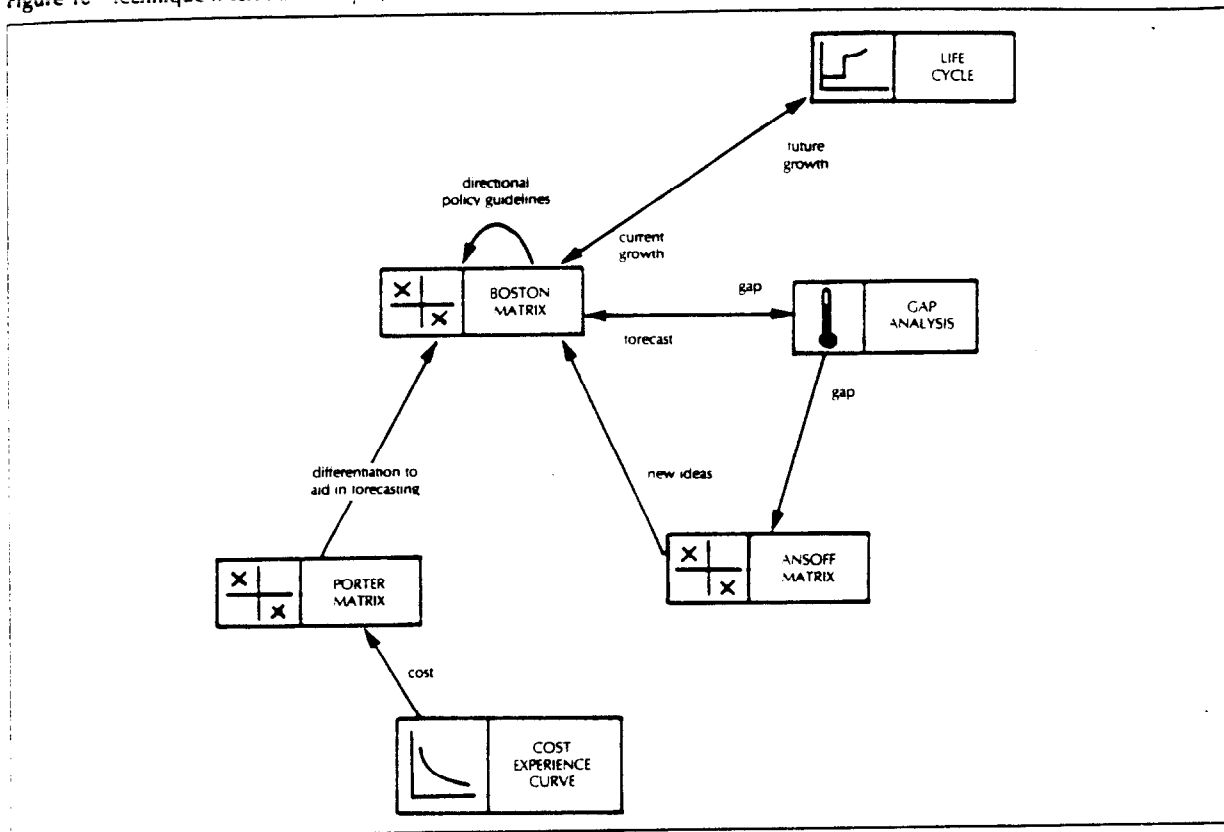 Figure
LIFE
CYCLE
future
growth
directional
policy guidelines
current
growth
BOSTON
MATRIX
gap
forecast
GAP
ANALYSIS
gap
differentiation to
aid in forecasting
new ideas
ANSOFF
MATRIX
PORTER
MATRIX
cost
COST
EXPERIENCE
CURVE